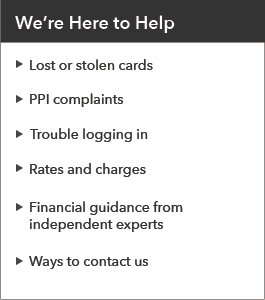 We’re Here to Help
Lost or stolen cards
PPI complaints
Trouble logging in
Rates and charges
Financial guidance from
independent experts
Ways to contact us